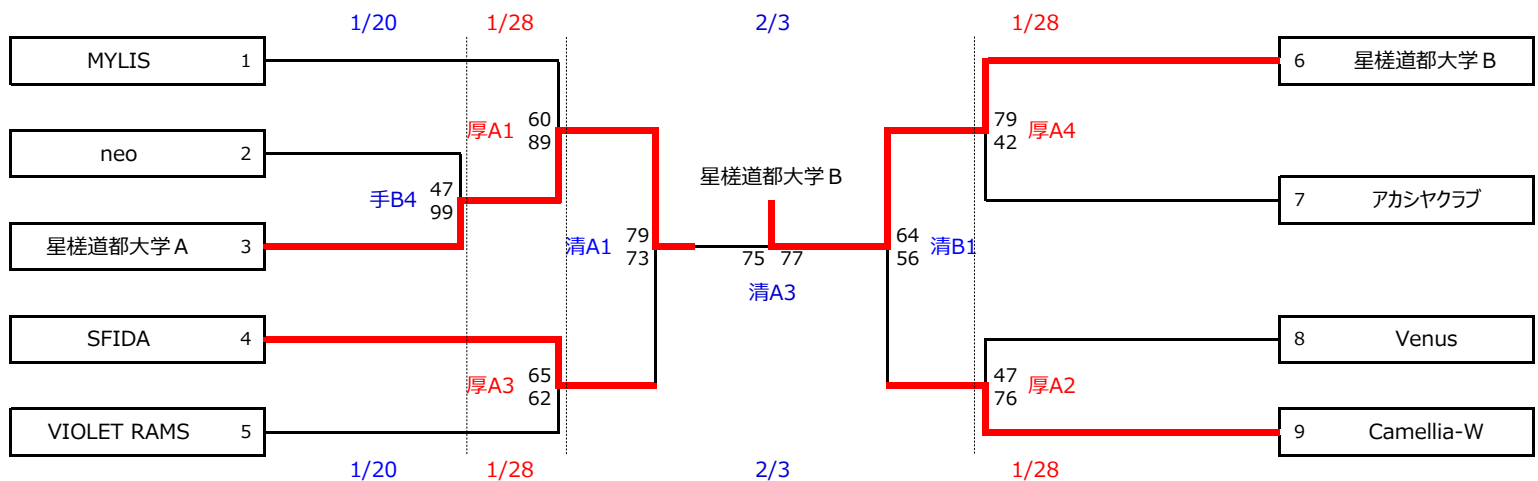 1/20 1/28 2/3 1/28
MYLIS 1
6 星槎道都大学B
厚A1 60
89
79
42 厚A4
neo 2
手B4 47
99
星槎道都大学B
7 アカシヤクラブ
星槎道都大学A 3
清A1 79
73
75 77
清A3
64
56 清B1
SFIDA 4
8 Venus
厚A3 65
62
47
76 厚A2
VIOLET RAMS 5
9 Camellia-W
1/20 1/28 2/3 1/28